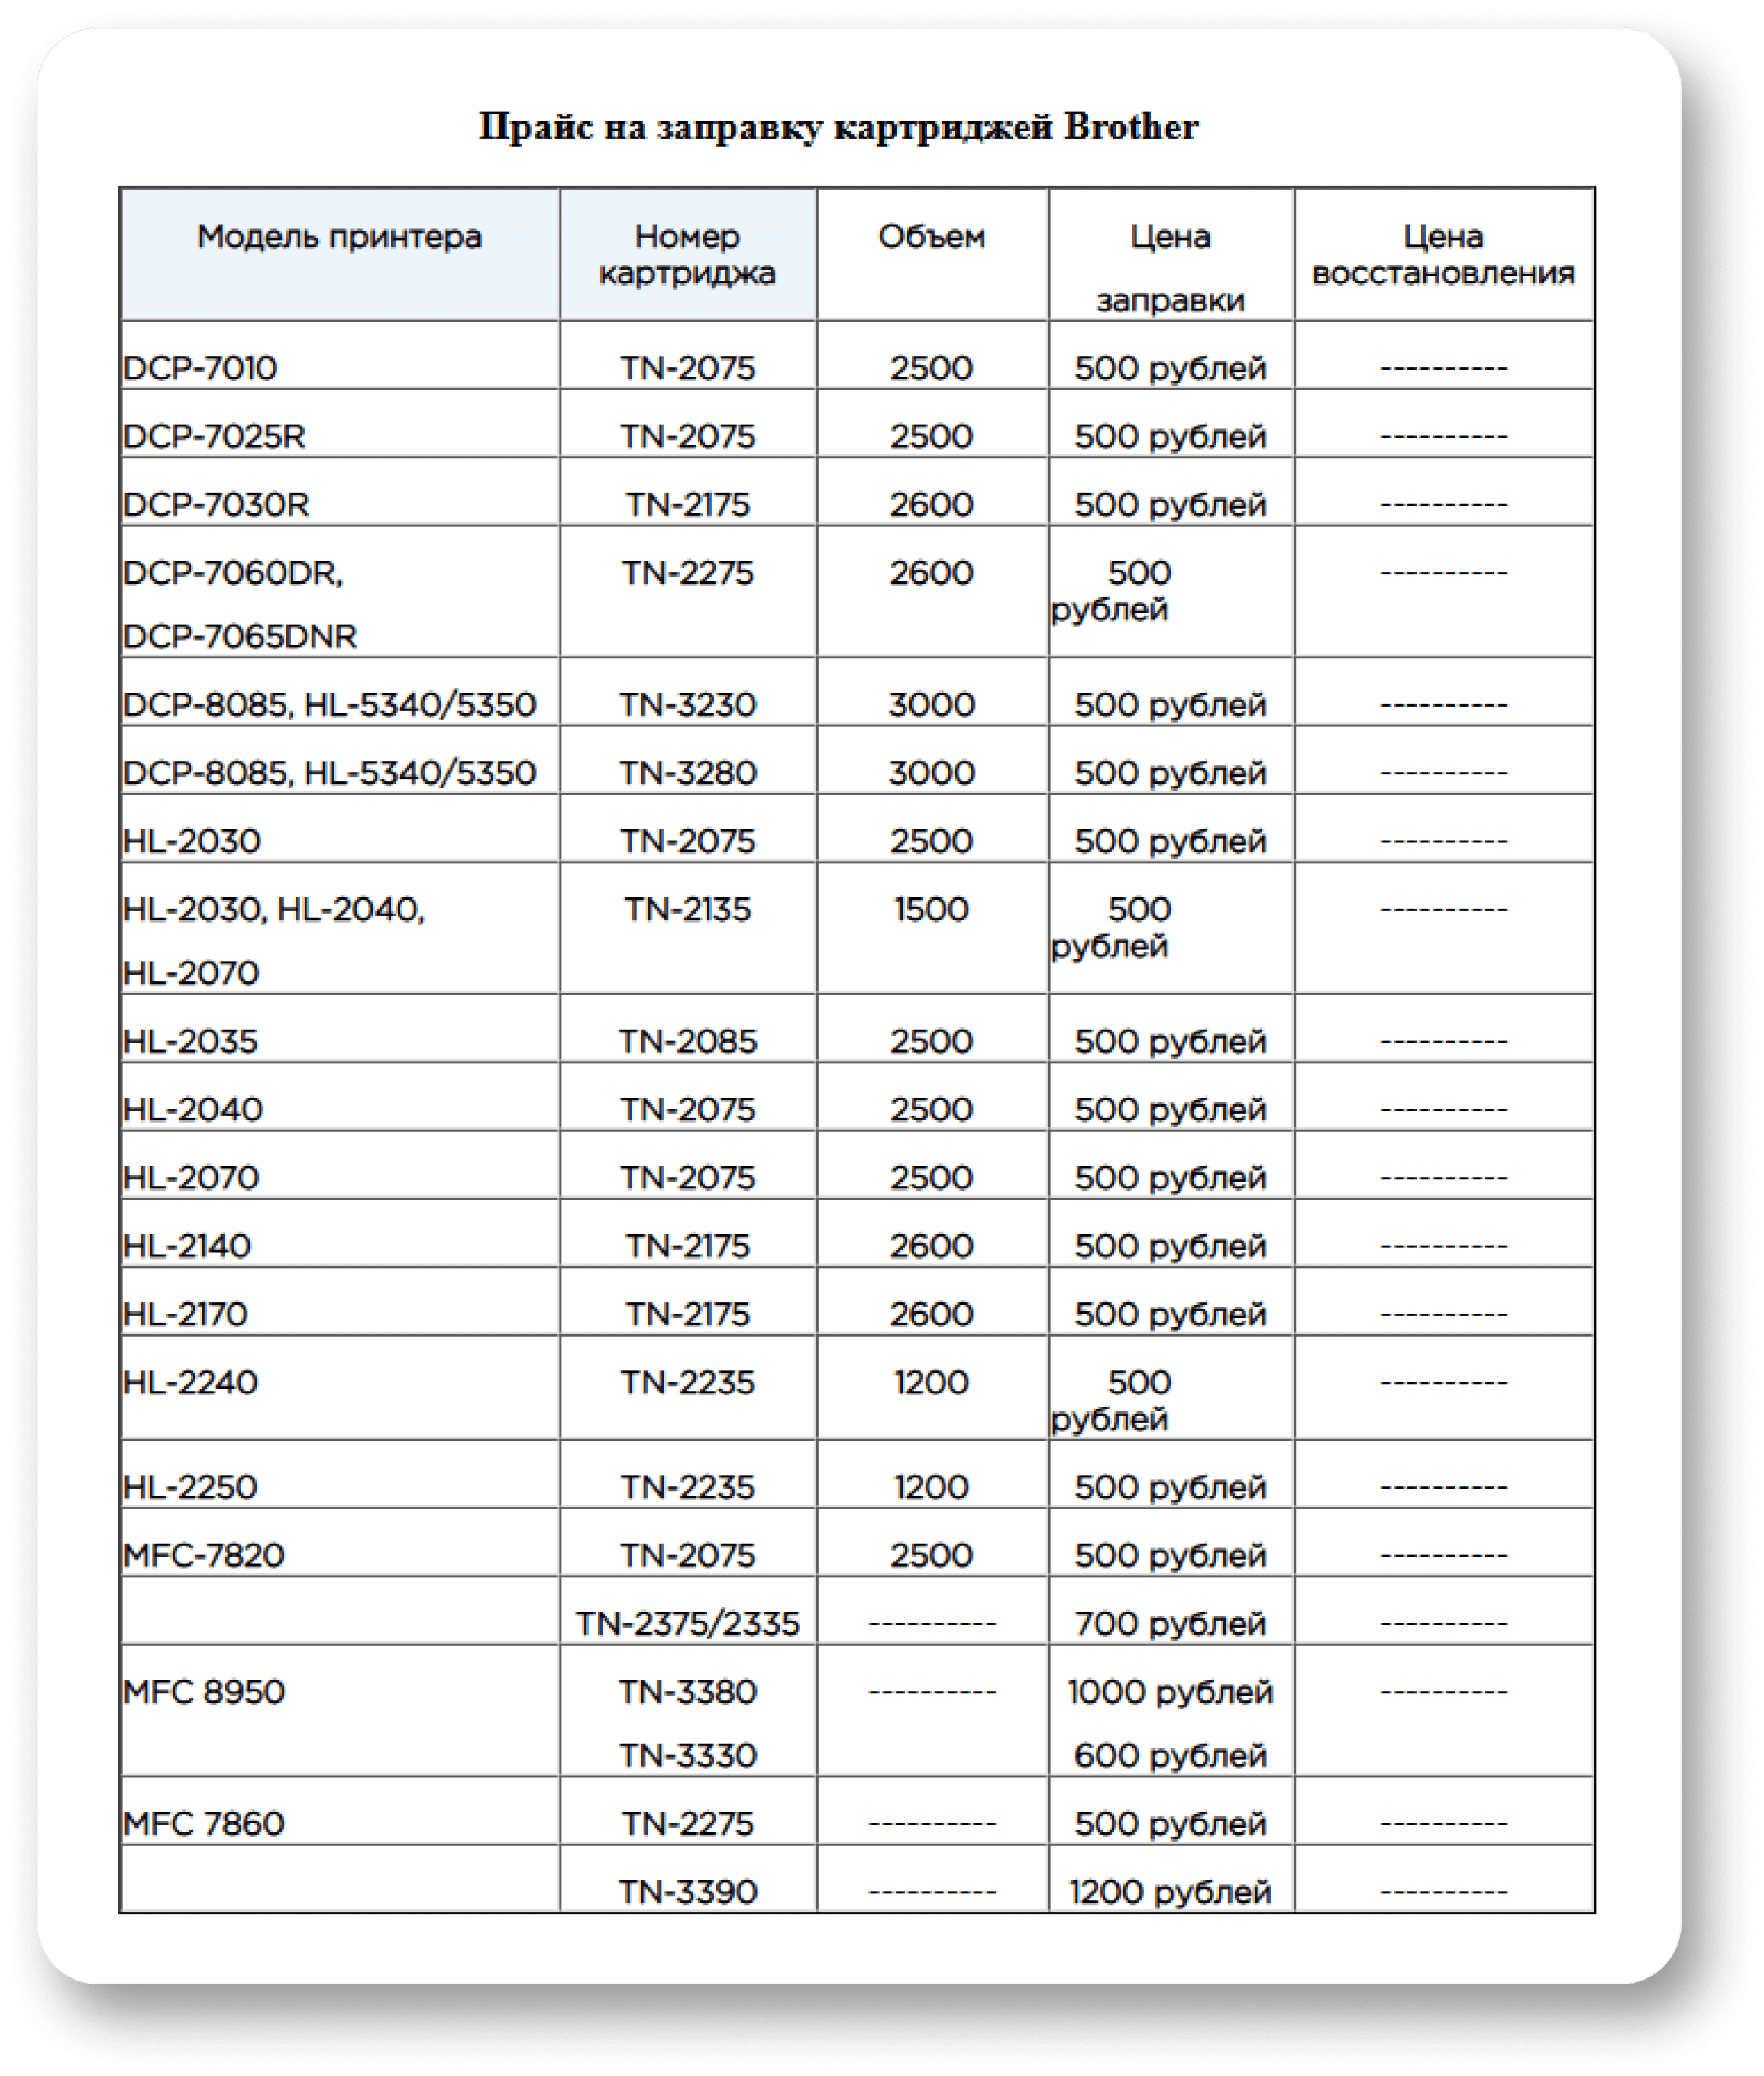 Прайс на заправку картриджей Brother
Модель принтера Номер картриджа Объем Цена заправки Цена восстановления
DCP-7010 TN-2075 2500 500 рублей ----------
DCP-7025R TN-2075 2500 500 рублей ----------
DCP-7030R TN-2175 2600 500 рублей ----------
DCP-7060DR, TN-2275 2600 500 рублей ----------
DCP-7065DNR
DCP-8085, HL-5340/5350 TN-3230 3000 500 рублей ----------
DCP-8085, HL-5340/5350 TN-3280 3000 500 рублей ----------
HL-2030 TN-2075 2500 500 рублей ----------
HL-2030, HL-2040, TN-2135 1500 500 рублей ----------
HL-2070
HL-2035 TN-2085 2500 500 рублей ----------
HL-2040 TN-2075 2500 500 рублей ----------
HL-2070 TN-2075 2500 500 рублей ----------
HL-2140 TN-2175 2600 500 рублей ----------
HL-2170 TN-2175 2600 500 рублей ----------
HL-2240 TN-2235 1200 500 рублей ----------
HL-2250 TN-2235 1200 500 рублей ----------
MFC-7820 TN-2075 2500 500 рублей ----------
TN-2375/2335 ---------- 700 рублей ----------
MFC 8950 TN-3380 ---------- 1000 рублей ----------
TN-3330 600 рублей
MFC 7860 TN-2275 ---------- 500 рублей ----------
TN-3390 ---------- 1200 рублей ----------